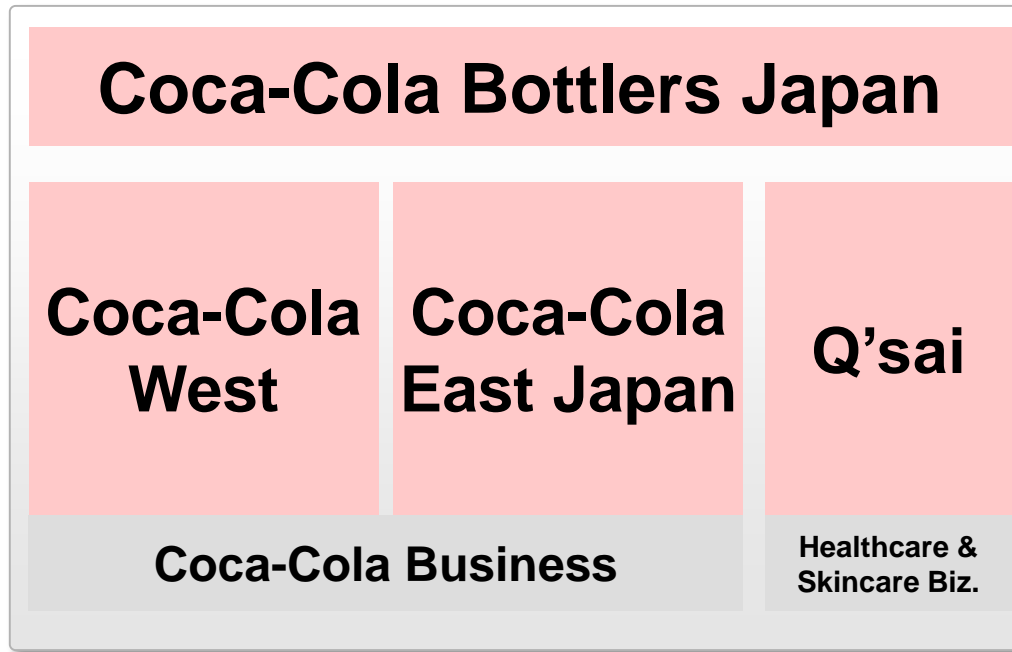 Coca-Cola Bottlers Japan
Coca-Cola
West
Coca-Cola
East Japan
Q’sai
Coca-Cola Business
Healthcare &
Skincare Biz.